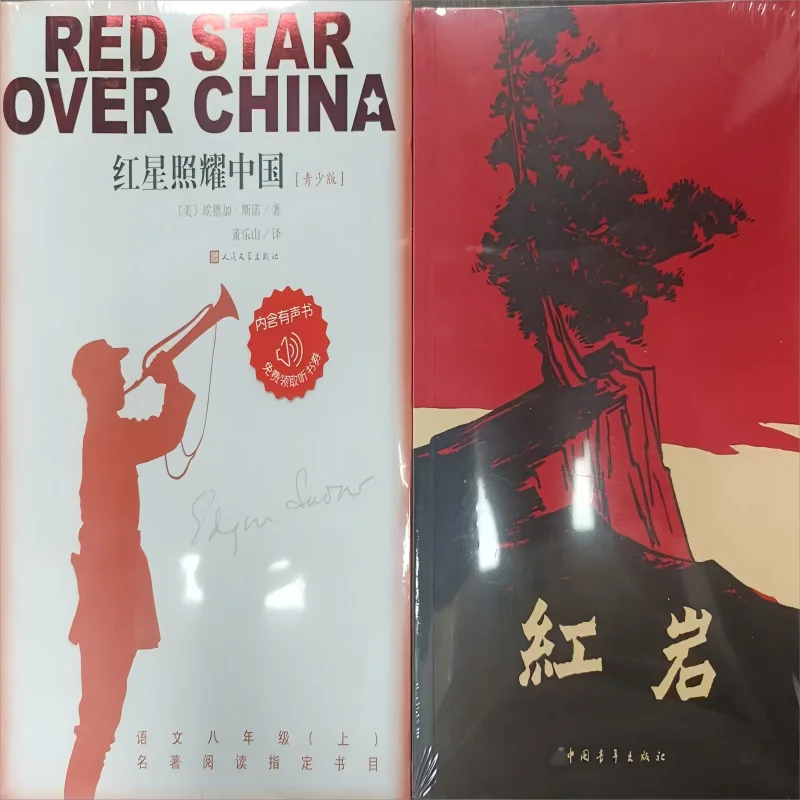 RED STAR
OVER CHINA
红星照耀中国[青少版]
〔美〕埃德加·斯诺/著
董乐山/译
人民文学出版社
内含有声书
免费领取听书券
Edgar Snow
语文八年级(上)
名著阅读指定书目
紅岩
中国青年出版社